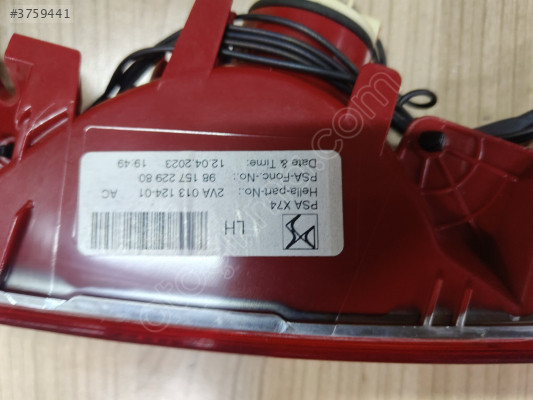 #3759441
PSA X74
LH
Hella-part-No.: 2VA 013 124-01 AC
PSA-Fonc.-No.: 98 157 229 80
Date & Time: 12.04.2023 19:49